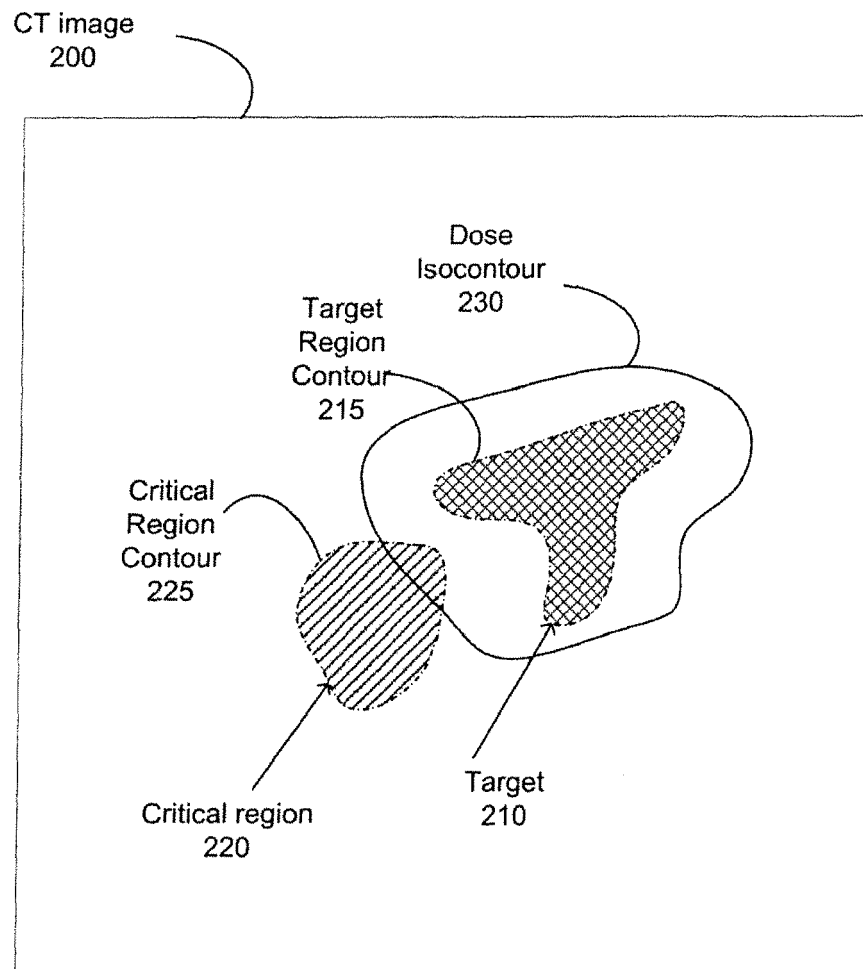 CT image
200
Dose
Isocontour
230
Target
Region
Contour
215
Critical
Region
Contour
225
Critical region
220
Target
210